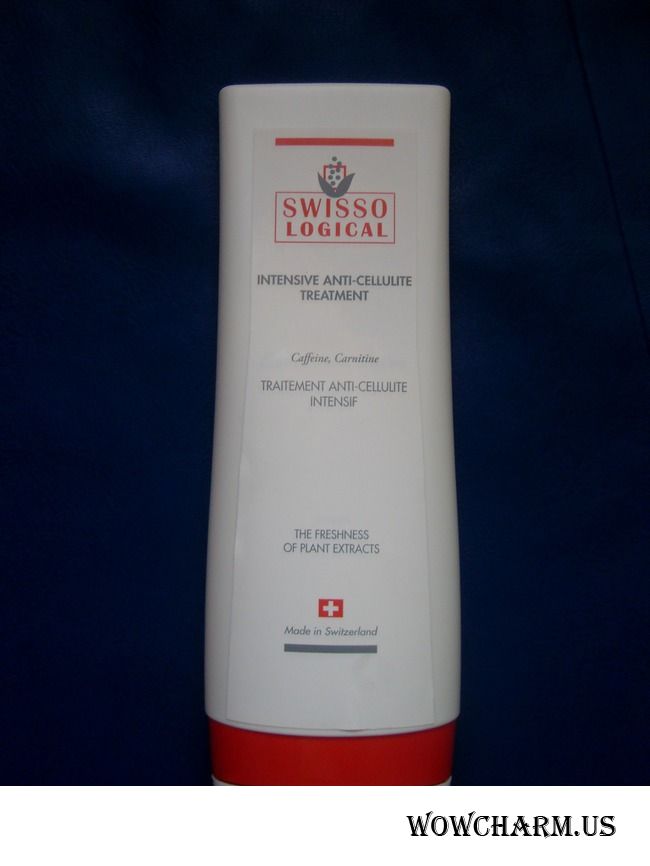 SWISSO
LOGICAL
INTENSIVE ANTI-CELLULITE
TREATMENT
Caffeine, Carnitine
TRAITEMENT ANTI-CELLULITE
INTENSIF
THE FRESHNESS
OF PLANT EXTRACTS
Made in Switzerland
WOWCHARM.US